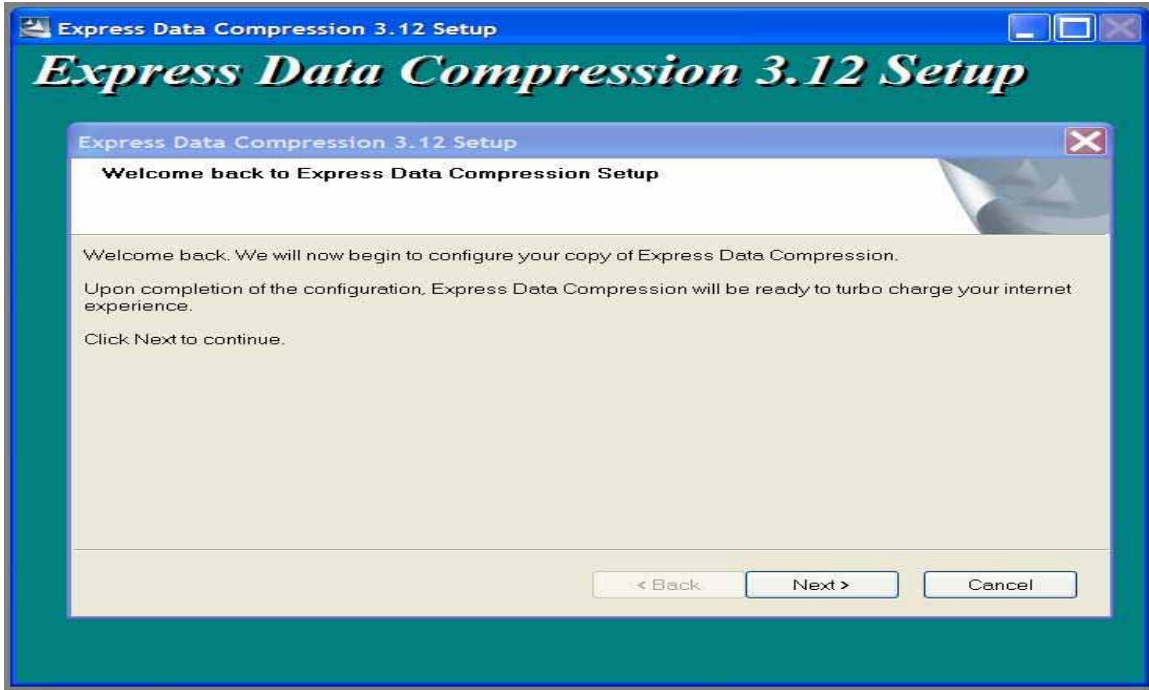 Express Data Compression 3.12 Setup
Express Data Compression 3.12 Setup
Express Data Compression 3.12 Setup
Welcome back to Express Data Compression Setup
Welcome back. We will now begin to configure your copy of Express Data Compression.
Upon completion of the configuration, Express Data Compression will be ready to turbo charge your internet
experience.
Click Next to continue.
< Back Next > Cancel